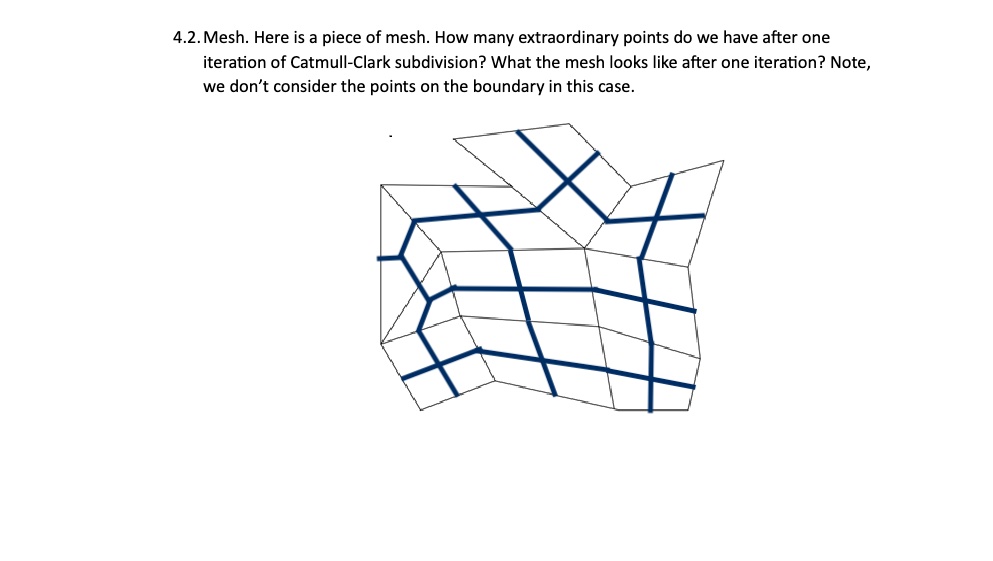 4.2. Mesh. Here is a piece of mesh. How many extraordinary points do we have after one
iteration of Catmull-Clark subdivision? What the mesh looks like after one iteration? Note,
we don’t consider the points on the boundary in this case.